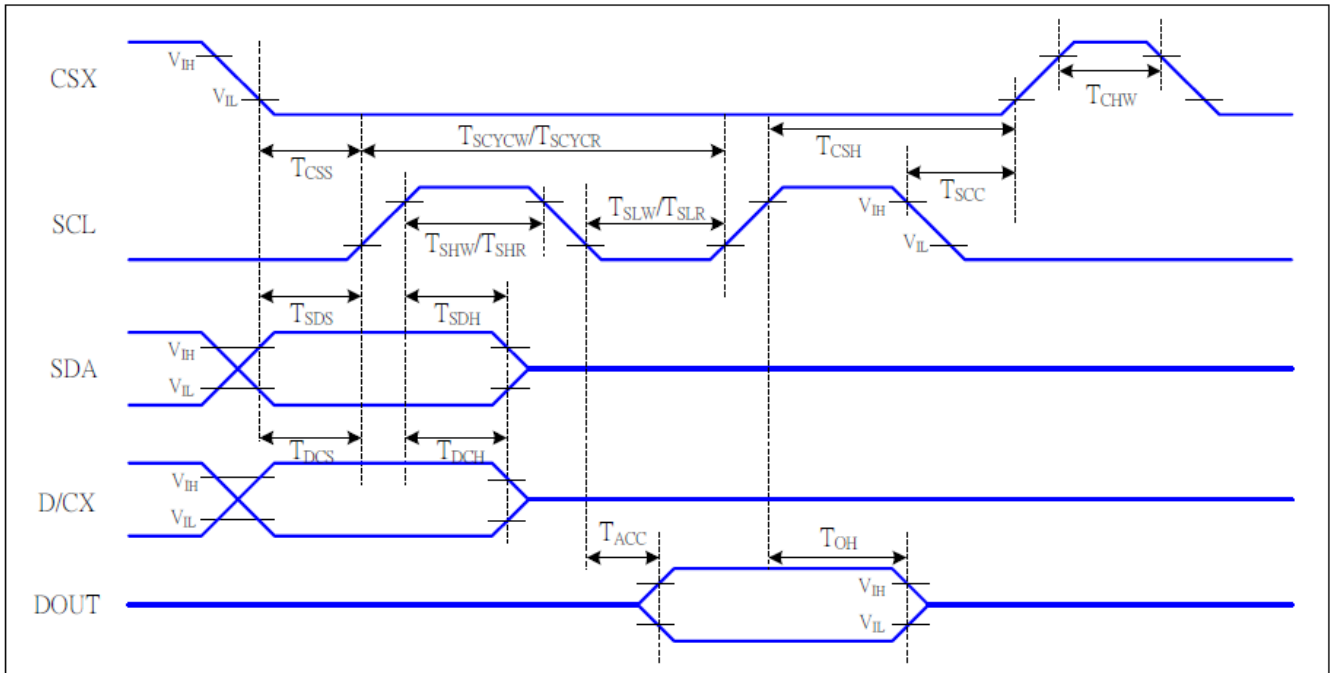 CSX
VIH
VIL
TCHW
TSCYCW/TSCYCR
TCSS
TCSH
TSCC
SCL
TSHW/TSHR
TSLW/TSLR
VIH
VIL
TSDS
TSDH
SDA
VIH
VIL
TDCS
TDCH
D/CX
VIH
VIL
TACC
TOH
DOUT
VIH
VIL